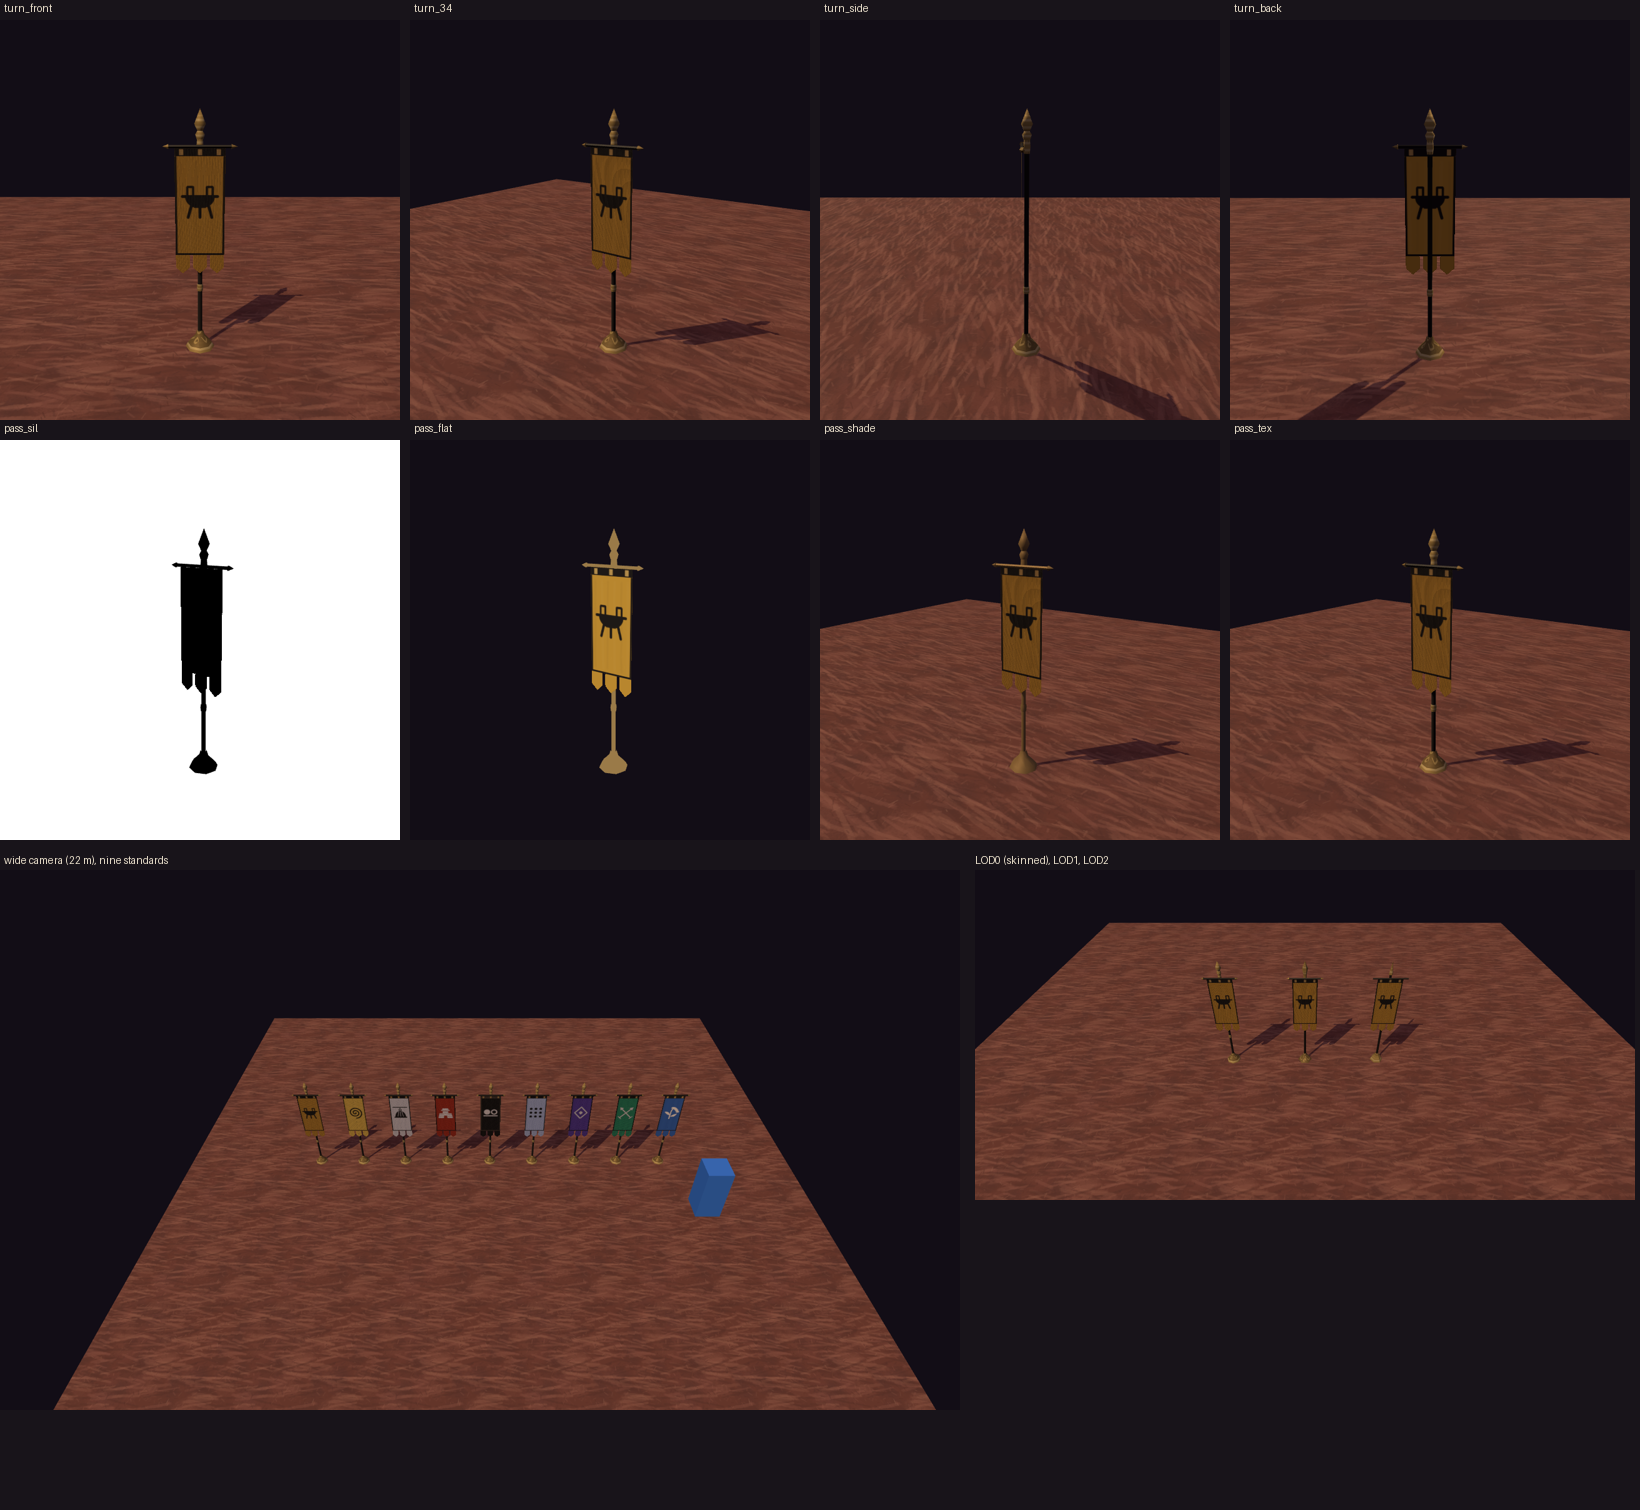 turn_front
turn_34
turn_side
turn_back
pass_sil
pass_flat
pass_shade
pass_tex
wide camera (22 m), nine standards
LOD0 (skinned), LOD1, LOD2